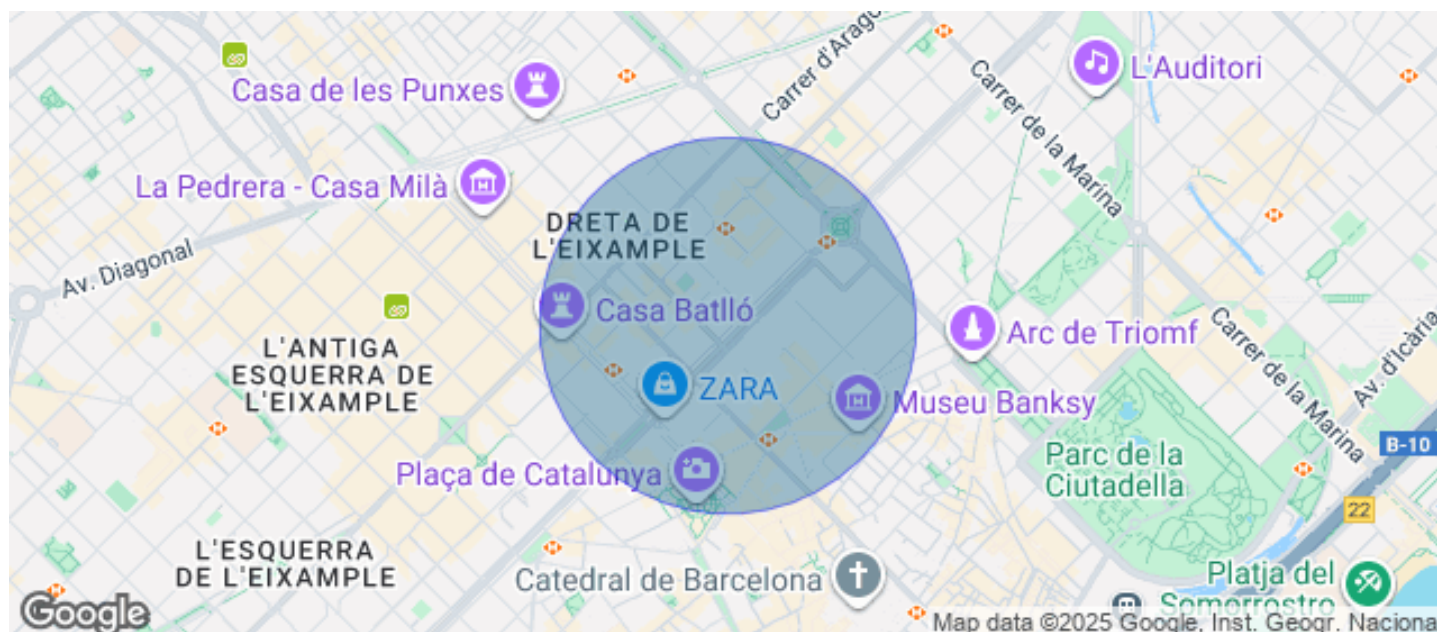 Carrer d'Arago
L'Auditori
Casa de les Punxes
Carrer de la Marina
La Pedrera - Casa Milà
DRETA DE
L'EIXAMPLE
Av. Diagonal
Casa Batlló
Arc de Triomf
Carrer de la Marina
Av. d'Icària
L'ANTIGA
ESQUERRA DE
L'EIXAMPLE
ZARA
Museu Banksy
B-10
Plaça de Catalunya
Parc de la
Ciutadella
22
L'ESQUERRA
DE L'EIXAMPLE
Catedral de Barcelona
Platja del
Somorrostro
Google
Map data ©2025 Google, Inst. Geogr. Naciona